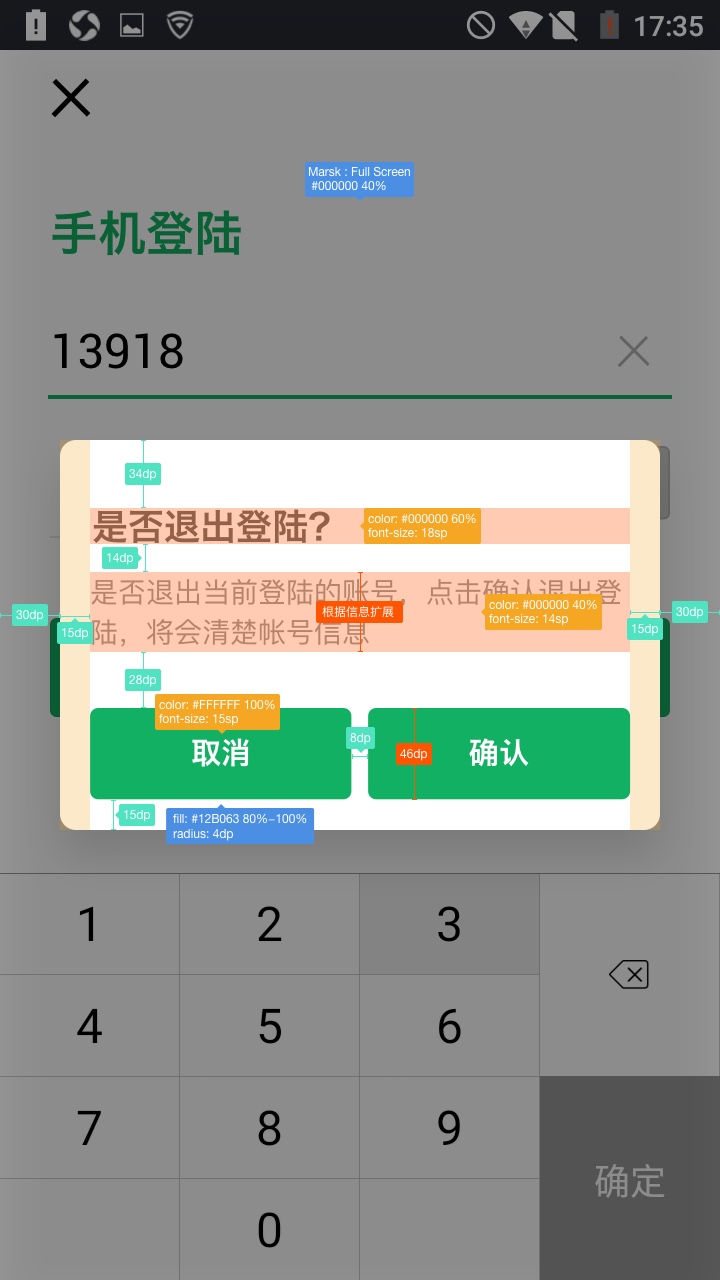 17:35
Marsk : Full Screen
#000000 40%
手机登陆
13918
34dp
是否退出登陆?
color: #000000 60%
font-size: 18sp
14dp
是否退出当前登陆的账号，点击确认退出登
陆，将会清楚帐号信息
根据信息扩展
color: #000000 40%
font-size: 14sp
30dp
15dp
30dp
15dp
28dp
color: #FFFFFF 100%
font-size: 15sp
取消
8dp
46dp
确认
15dp
fill: #12B063 80%–100%
radius: 4dp
1
2
3
4
5
6
7
8
9
确定
0